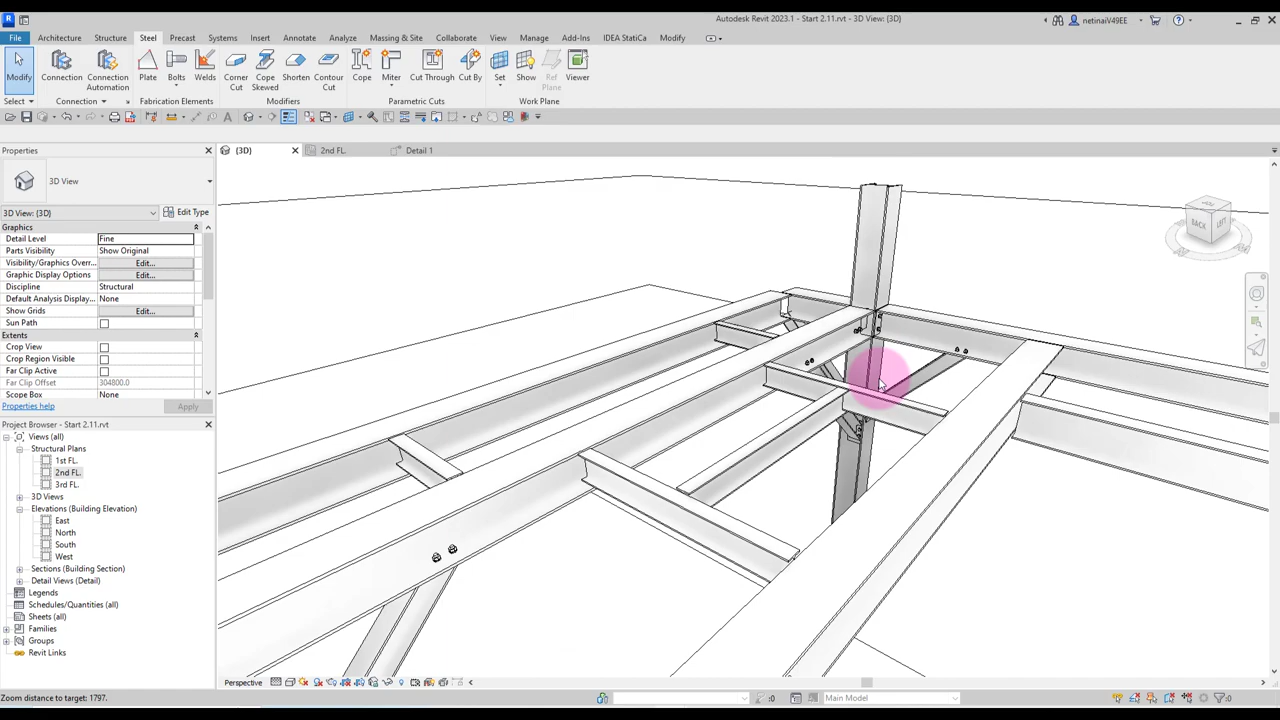 Autodesk Revit 2023.1 - Start 2.11.rvt - 3D View: {3D}
netinaiV49EE
File Architecture Structure Steel Precast Systems Insert Annotate Analyze Massing & Site Collaborate View Manage Add-Ins IDEA StatiCa Modify
Modify Connection Connection Automation Plate Bolts Welds Corner Cut Cope Skewed Shorten Contour Cut Cope Miter Cut Through Cut By Set Show Ref Plane Viewer
Select Connection Fabrication Elements Modifiers Parametric Cuts Work Plane
Properties
{3D} 2nd FL. Detail 1
3D View
3D View: {3D} Edit Type
Graphics
Detail Level Fine
Parts Visibility Show Original
Visibility/Graphics Overr... Edit...
Graphic Display Options Edit...
Discipline Structural
Default Analysis Display... None
Show Grids Edit...
Sun Path
Extents
Crop View
Crop Region Visible
Far Clip Active
Far Clip Offset 304800.0
Scope Box None
Properties help Apply
Project Browser - Start 2.11.rvt
Views (all)
Structural Plans
1st FL.
2nd FL.
3rd FL.
3D Views
Elevations (Building Elevation)
East
North
South
West
Sections (Building Section)
Detail Views (Detail)
Legends
Schedules/Quantities (all)
Sheets (all)
Families
Groups
Revit Links
BACK LEFT
Perspective
Zoom distance to target: 1797.
:0 Main Model :0